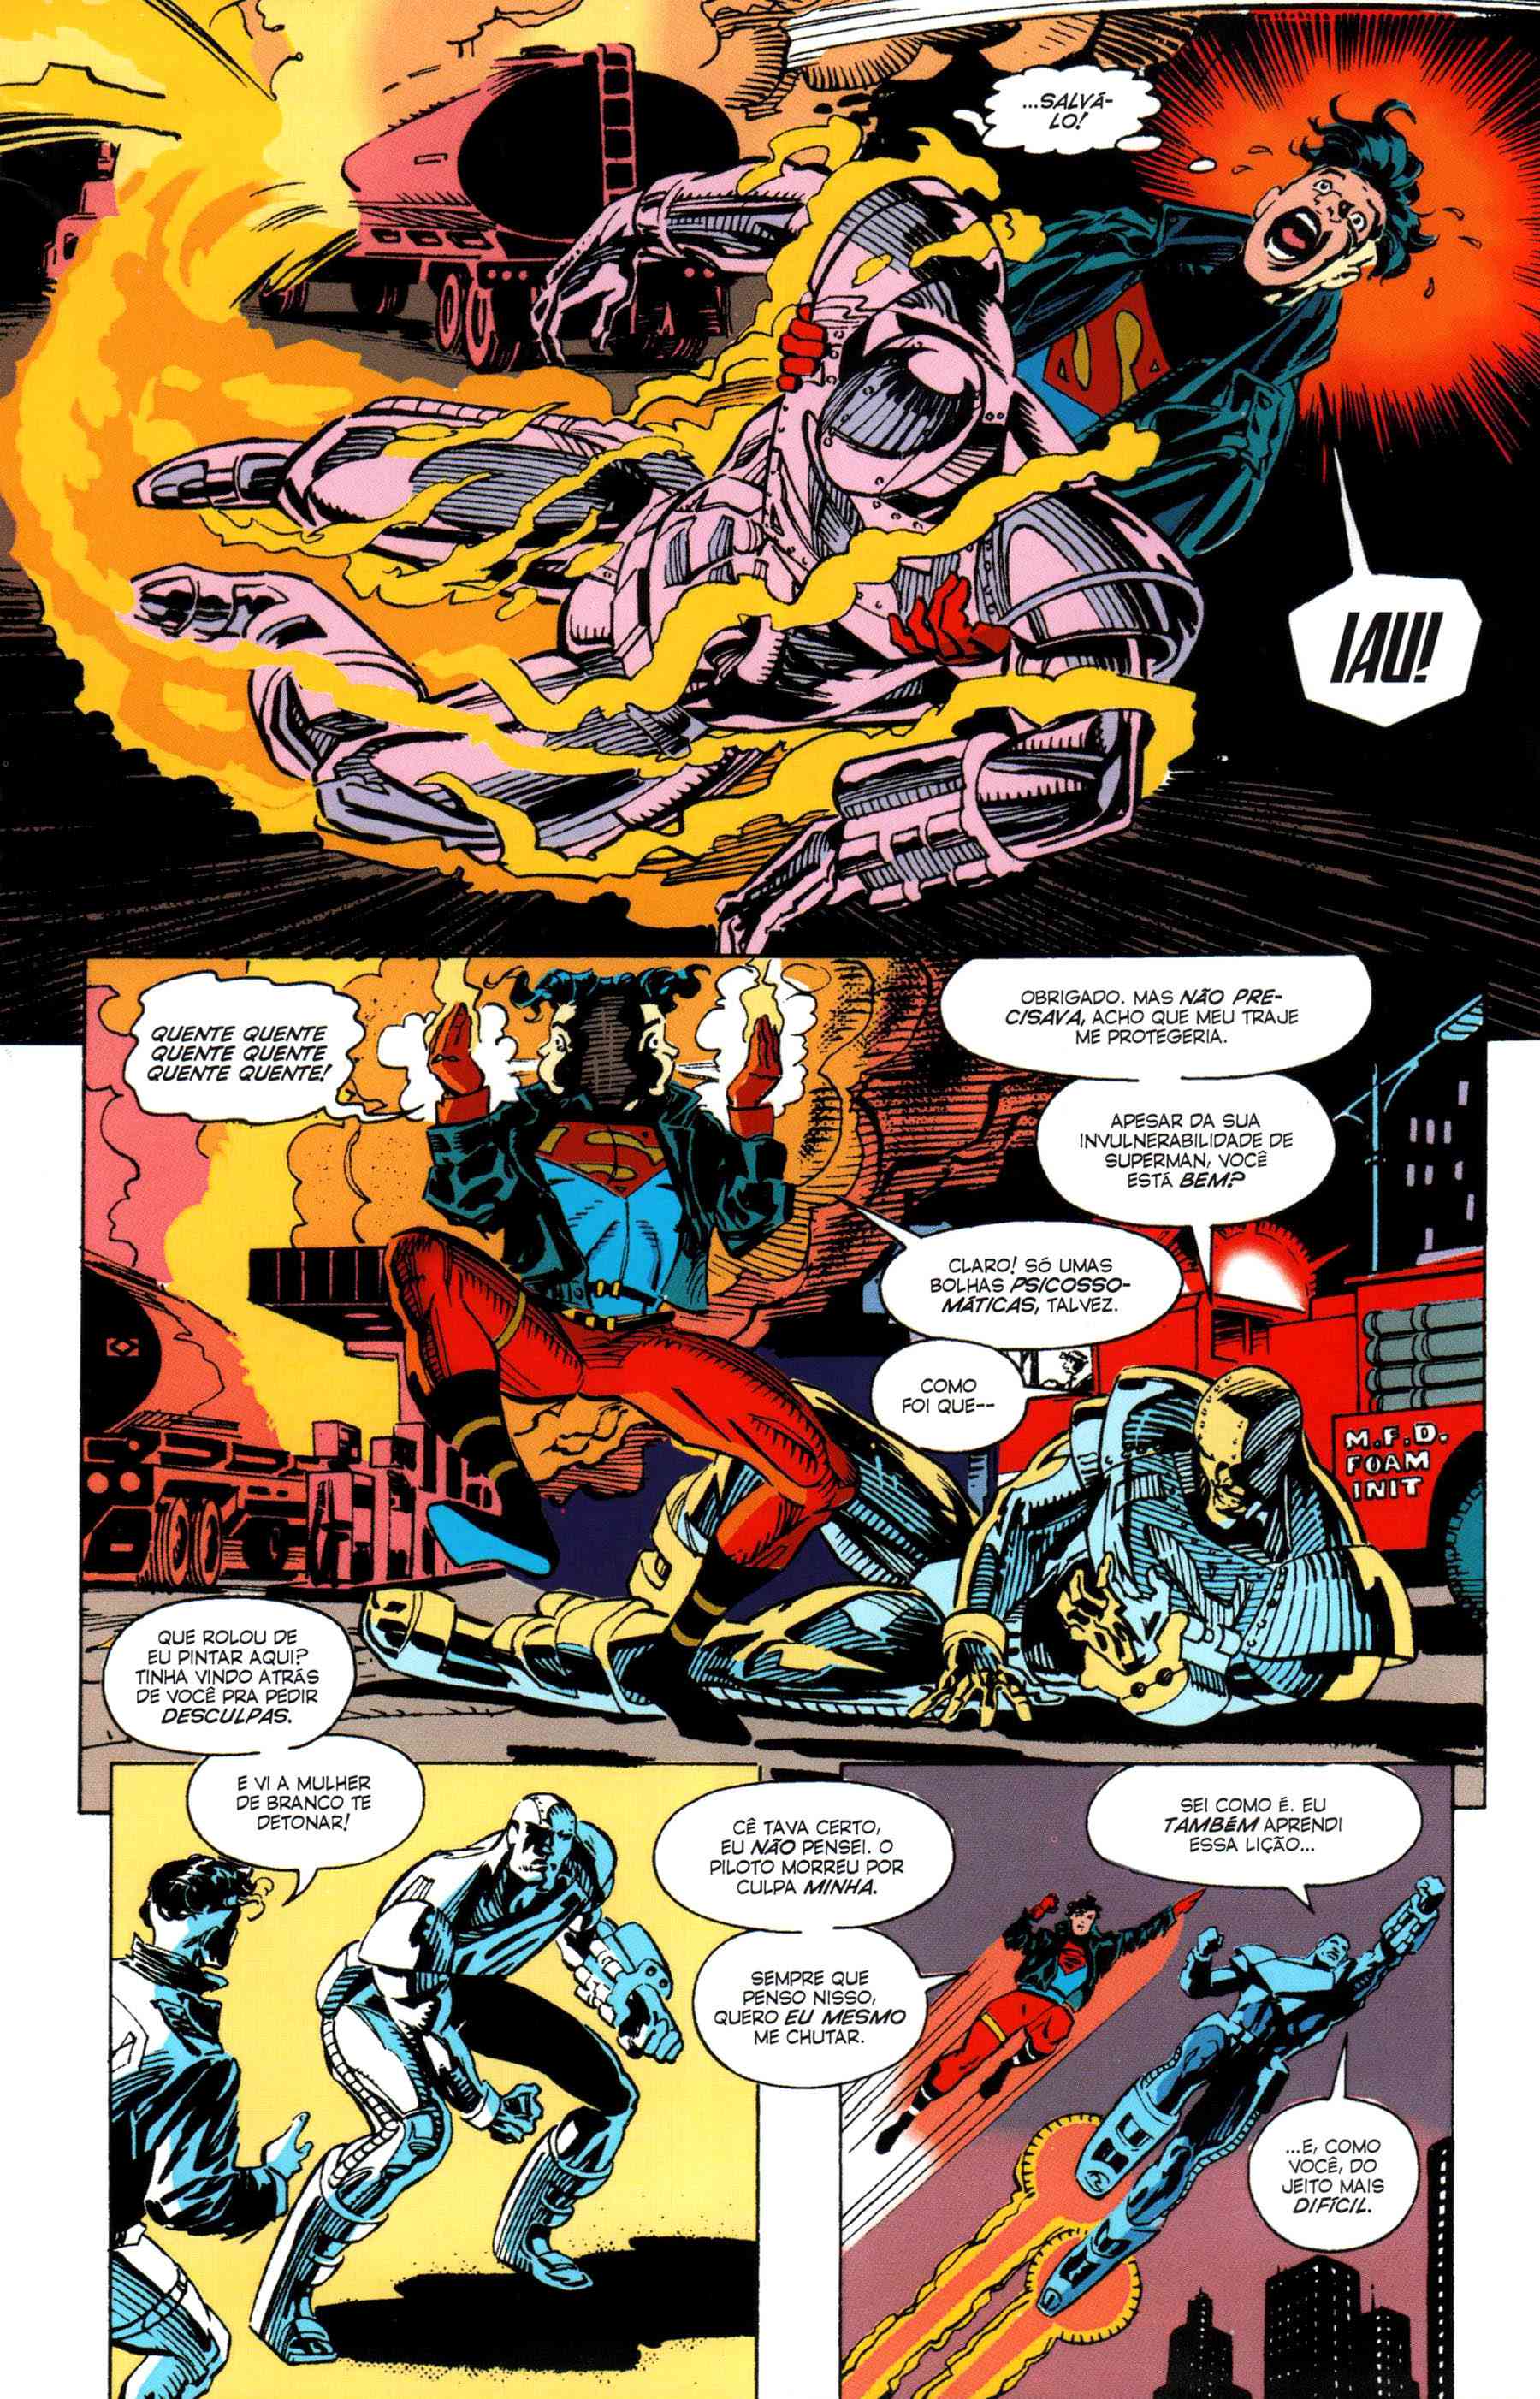 ...SALVÁ-
LO!
IAU!
QUENTE QUENTE
QUENTE QUENTE
QUENTE QUENTE!
OBRIGADO. MAS NÃO PRE-
CISAVA, ACHO QUE MEU TRAJE
ME PROTEGERIA.
APESAR DA SUA
INVULNERABILIDADE DE
SUPERMAN, VOCÊ
ESTÁ BEM?
CLARO! SÓ UMAS
BOLHAS PSICOSSO-
MÁTICAS, TALVEZ.
COMO
FOI QUE--
M.F.D.
FOAM
INIT
QUE ROLOU DE
EU PINTAR AQUI?
TINHA VINDO ATRÁS
DE VOCÊ PRA PEDIR
DESCULPAS.
E VI A MULHER
DE BRANCO TE
DETONAR!
CÊ TAVA CERTO,
EU NÃO PENSEI. O
PILOTO MORREU POR
CULPA MINHA.
SEMPRE QUE
PENSO NISSO,
QUERO EU MESMO
ME CHUTAR.
SEI COMO É. EU
TAMBÉM APRENDI
ESSA LIÇÃO...
...E, COMO
VOCÊ, DO
JEITO MAIS
DIFÍCIL.